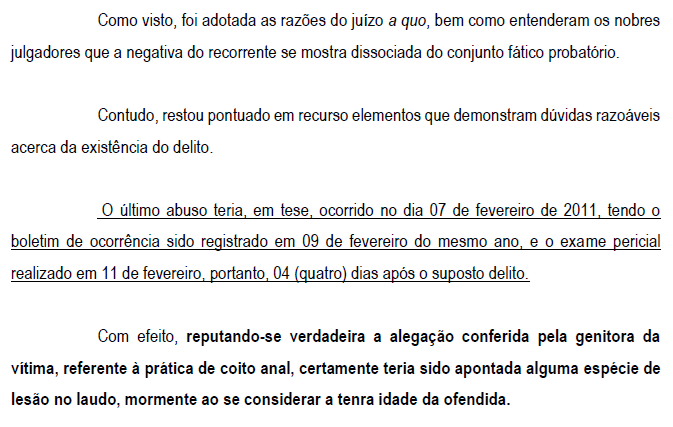 Como visto, foi adotada as razões do juízo a quo, bem como entenderam os nobres
julgadores que a negativa do recorrente se mostra dissociada do conjunto fático probatório.
Contudo, restou pontuado em recurso elementos que demonstram dúvidas razoáveis
acerca da existência do delito.
O último abuso teria, em tese, ocorrido no dia 07 de fevereiro de 2011, tendo o
boletim de ocorrência sido registrado em 09 de fevereiro do mesmo ano, e o exame pericial
realizado em 11 de fevereiro, portanto, 04 (quatro) dias após o suposto delito.
Com efeito, reputando-se verdadeira a alegação conferida pela genitora da
vítima, referente à prática de coito anal, certamente teria sido apontada alguma espécie de
lesão no laudo, mormente ao se considerar a tenra idade da ofendida.